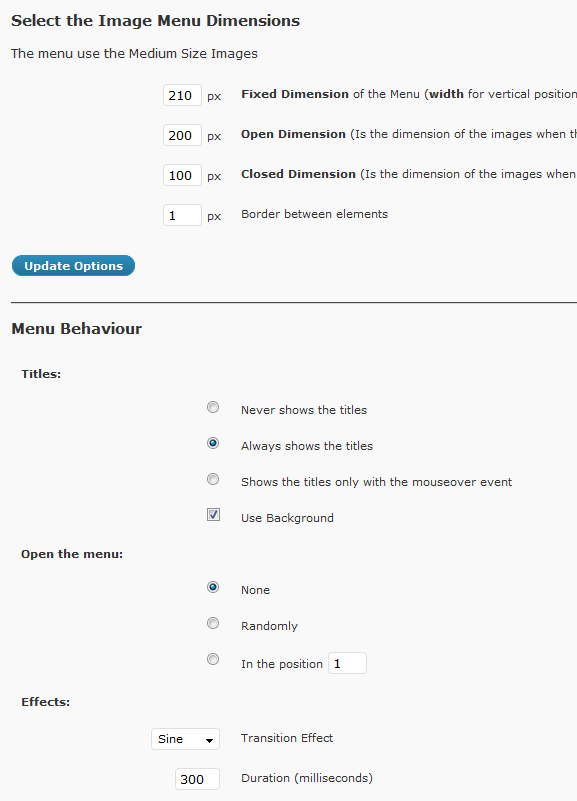 Select the Image Menu Dimensions
The menu use the Medium Size Images
210 px Fixed Dimension of the Menu (width for vertical position
200 px Open Dimension (Is the dimension of the images when th
100 px Closed Dimension (Is the dimension of the images when
1 px Border between elements
Update Options
Menu Behaviour
Titles:
Never shows the titles
Always shows the titles
Shows the titles only with the mouseover event
Use Background
Open the menu:
None
Randomly
In the position 1
Effects:
Sine Transition Effect
300 Duration (milliseconds)